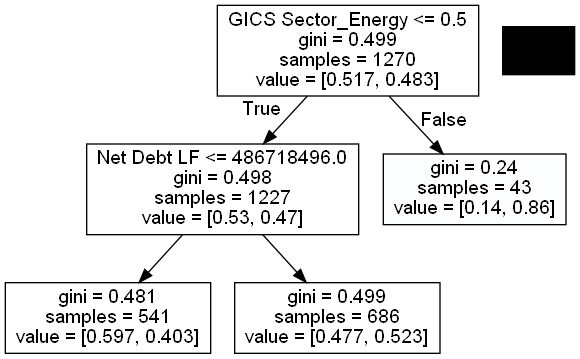 GICS Sector_Energy <= 0.5
gini = 0.499
samples = 1270
value = [0.517, 0.483]
True
False
Net Debt LF <= 486718496.0
gini = 0.498
samples = 1227
value = [0.53, 0.47]
gini = 0.24
samples = 43
value = [0.14, 0.86]
gini = 0.481
samples = 541
value = [0.597, 0.403]
gini = 0.499
samples = 686
value = [0.477, 0.523]